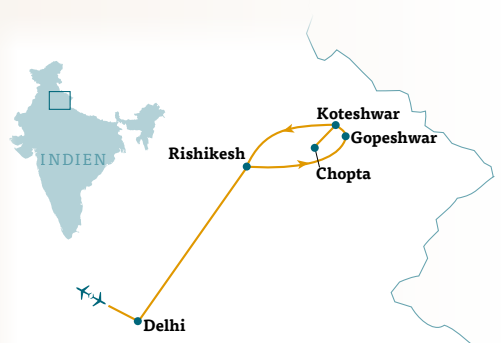 Koteshwar
Gopeshwar
INDIEN
Rishikesh
Chopta
Delhi